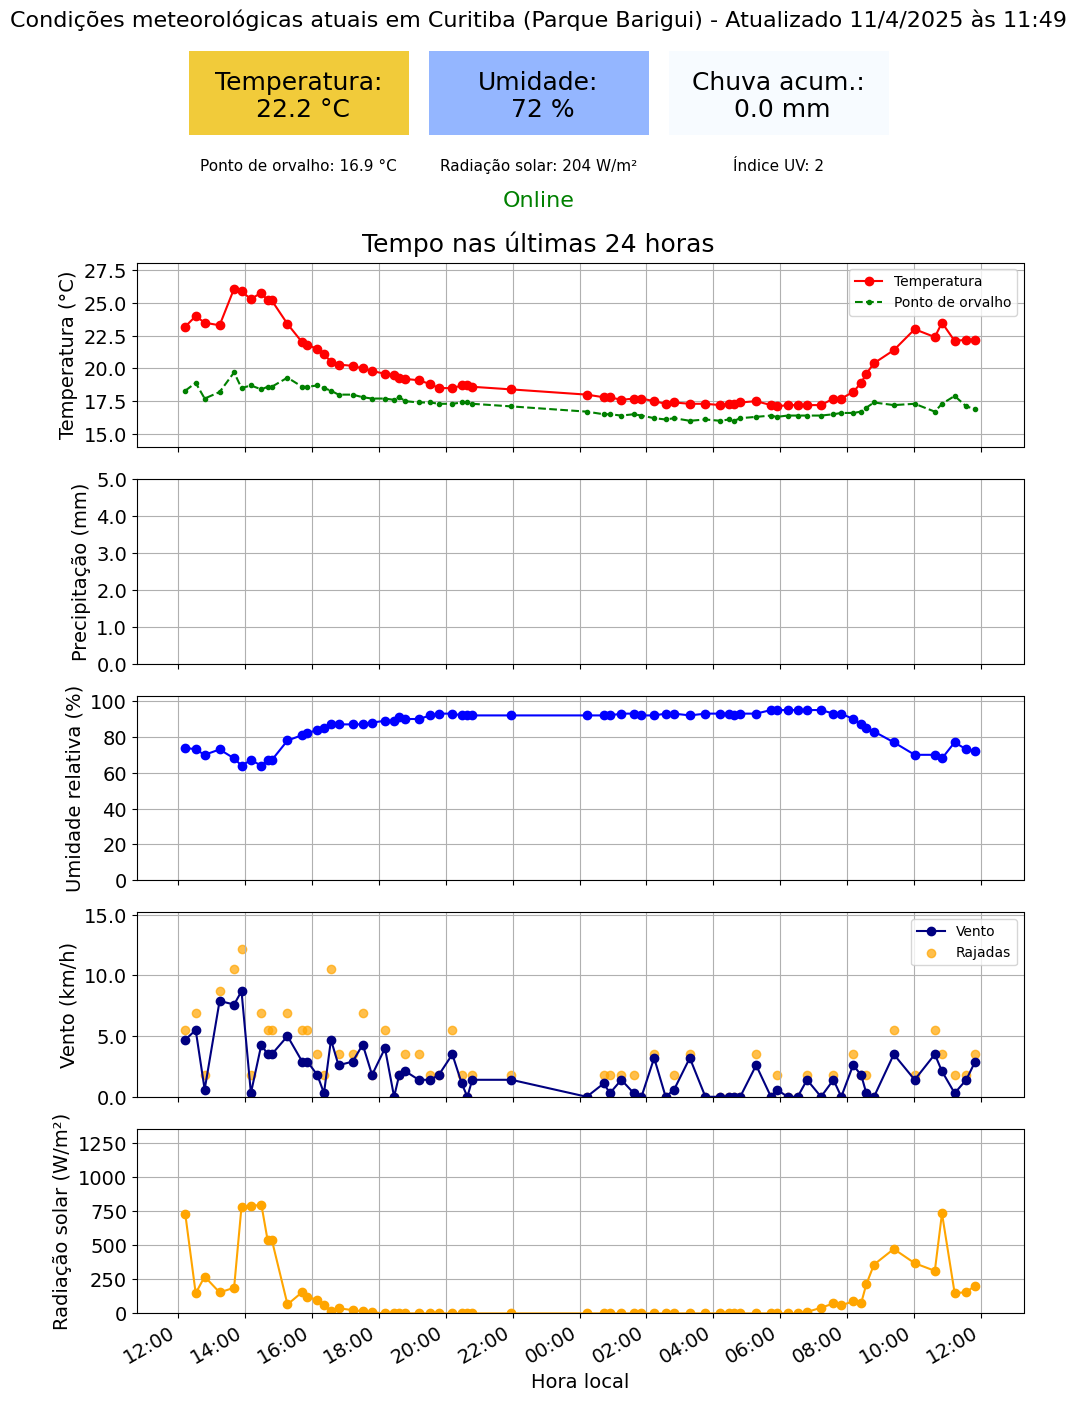 Condições meteorológicas atuais em Curitiba (Parque Barigui) - Atualizado 11/4/2025 às 11:49
Temperatura:
22.2 °C
Umidade:
72 %
Chuva acum.:
0.0 mm
Ponto de orvalho: 16.9 °C
Radiação solar: 204 W/m²
Índice UV: 2
Online
Tempo nas últimas 24 horas
Temperatura (°C)
27.5
25.0
22.5
20.0
17.5
15.0
Temperatura
Ponto de orvalho
Precipitação (mm)
5.0
4.0
3.0
2.0
1.0
0.0
Umidade relativa (%)
100
80
60
40
20
0
Vento (km/h)
15.0
10.0
5.0
0.0
Vento
Rajadas
Radiação solar (W/m²)
1250
1000
750
500
250
0
12:00
14:00
16:00
18:00
20:00
22:00
00:00
02:00
04:00
06:00
08:00
10:00
12:00
Hora local